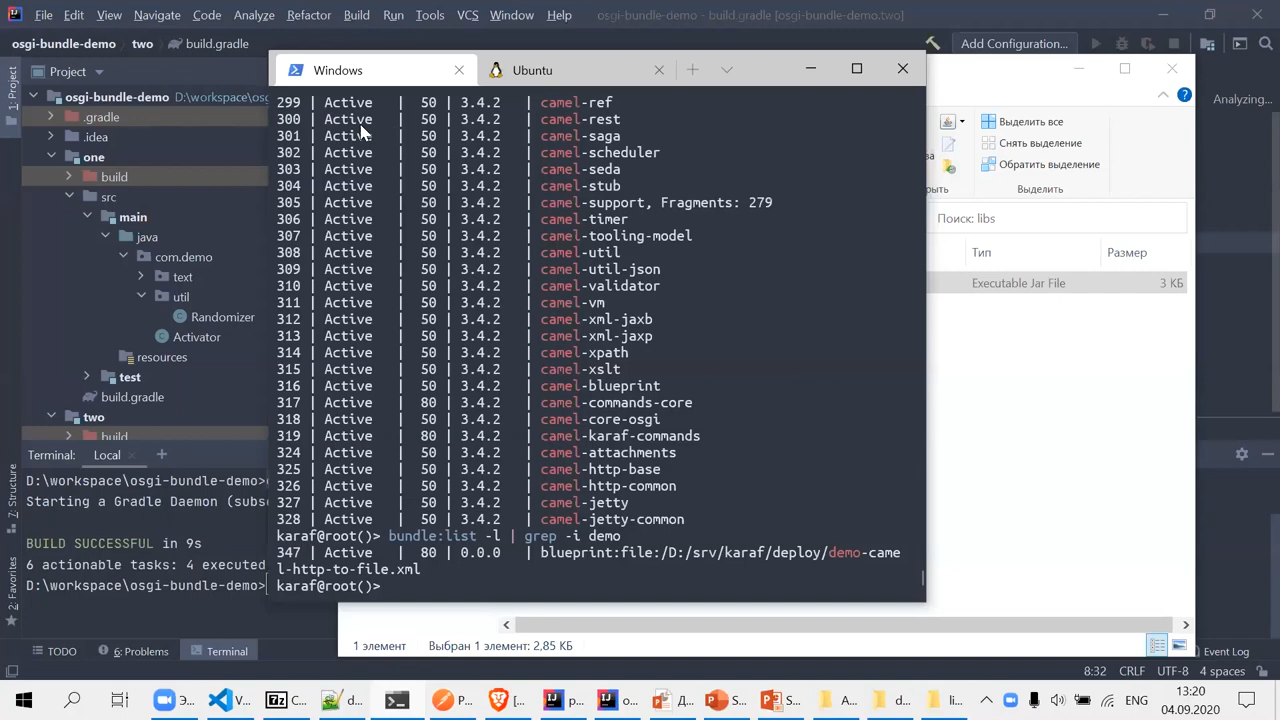 File Edit View Navigate Code Analyze Refactor Build Run Tools VCS Window Help osgi-bundle-demo - build.gradle (osgi-bundle-demo.two)
osgi-bundle-demo two build.gradle Add Configuration...
Project
osgi-bundle-demo D:\workspace\os
.gradle
.idea
one
build
src
main
java
com.demo
text
util
Randomizer
Activator
resources
test
build.gradle
two
build
1: Project
7: Structure
2: Favorites
Terminal: Local
D:\workspace\osgi-bundle-demo>
Starting a Gradle Daemon (subs
BUILD SUCCESSFUL in 9s
6 actionable tasks: 4 executed
D:\workspace\osgi-bundle-demo>
Windows Ubuntu
299 | Active | 50 | 3.4.2 | camel-ref
300 | Active | 50 | 3.4.2 | camel-rest
301 | Active | 50 | 3.4.2 | camel-saga
302 | Active | 50 | 3.4.2 | camel-scheduler
303 | Active | 50 | 3.4.2 | camel-seda
304 | Active | 50 | 3.4.2 | camel-stub
305 | Active | 50 | 3.4.2 | camel-support, Fragments: 279
306 | Active | 50 | 3.4.2 | camel-timer
307 | Active | 50 | 3.4.2 | camel-tooling-model
308 | Active | 50 | 3.4.2 | camel-util
309 | Active | 50 | 3.4.2 | camel-util-json
310 | Active | 50 | 3.4.2 | camel-validator
311 | Active | 50 | 3.4.2 | camel-vm
312 | Active | 50 | 3.4.2 | camel-xml-jaxb
313 | Active | 50 | 3.4.2 | camel-xml-jaxp
314 | Active | 50 | 3.4.2 | camel-xpath
315 | Active | 50 | 3.4.2 | camel-xslt
316 | Active | 50 | 3.4.2 | camel-blueprint
317 | Active | 80 | 3.4.2 | camel-commands-core
318 | Active | 50 | 3.4.2 | camel-core-osgi
319 | Active | 80 | 3.4.2 | camel-karaf-commands
324 | Active | 50 | 3.4.2 | camel-attachments
325 | Active | 50 | 3.4.2 | camel-http-base
326 | Active | 50 | 3.4.2 | camel-http-common
327 | Active | 50 | 3.4.2 | camel-jetty
328 | Active | 50 | 3.4.2 | camel-jetty-common
karaf@root()> bundle:list -l | grep -i demo
347 | Active | 80 | 0.0.0 | blueprint:file:/D:/srv/karaf/deploy/demo-came
l-http-to-file.xml
karaf@root()>
Analyzing...
Выделить все
Снять выделение
Обратить выделение
Выделить
Поиск: libs
Тип Размер
Executable Jar File 3 КБ
1 элемент Выбран 1 элемент: 2,85 КБ
TODO 6: Problems Terminal Event Log
8:32 CRLF UTF-8 4 spaces
Э... V... C... d... P... [... p... o... Д... S... S... A... d... li...
ENG
13:20
04.09.2020